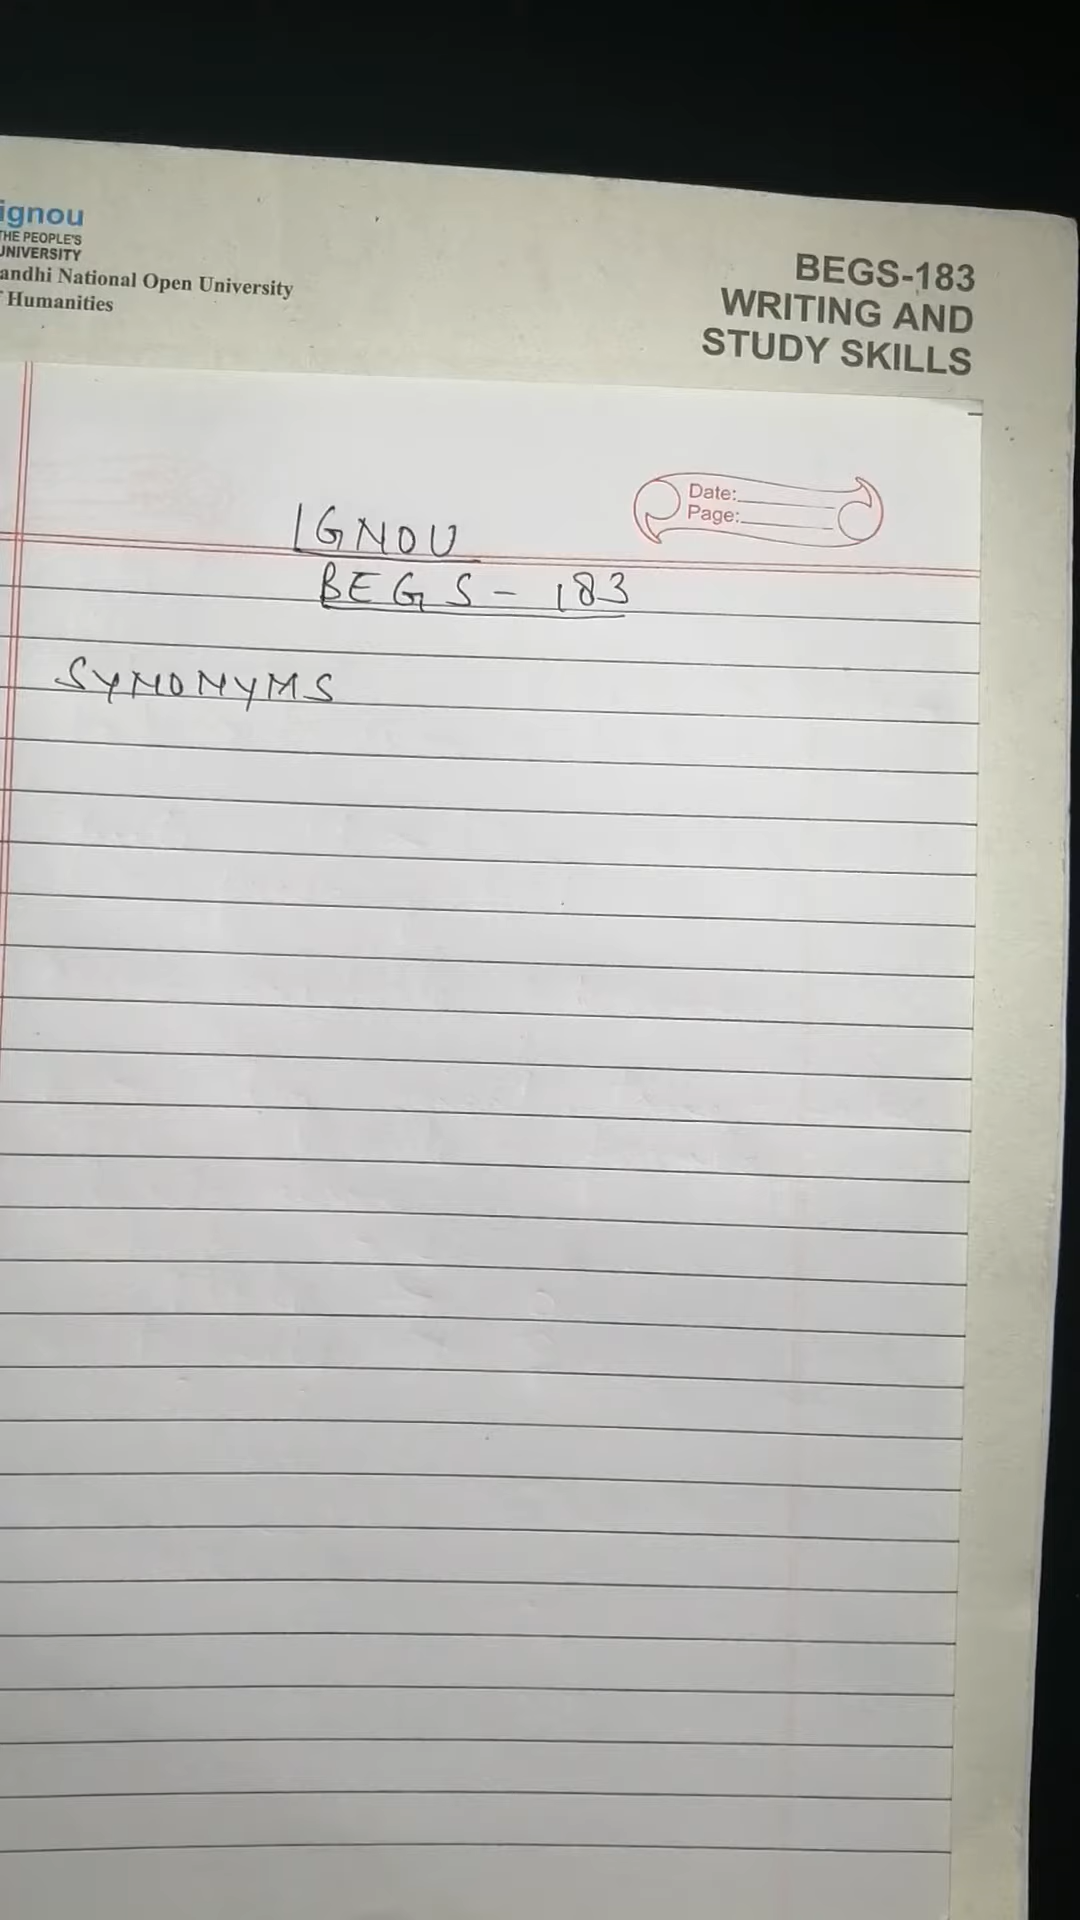 ignou
THE PEOPLE'S
UNIVERSITY
andhi National Open University
Humanities
BEGS-183
WRITING AND
STUDY SKILLS
Date:
Page:
IGNOU
BEGS - 183
SYNONYMS